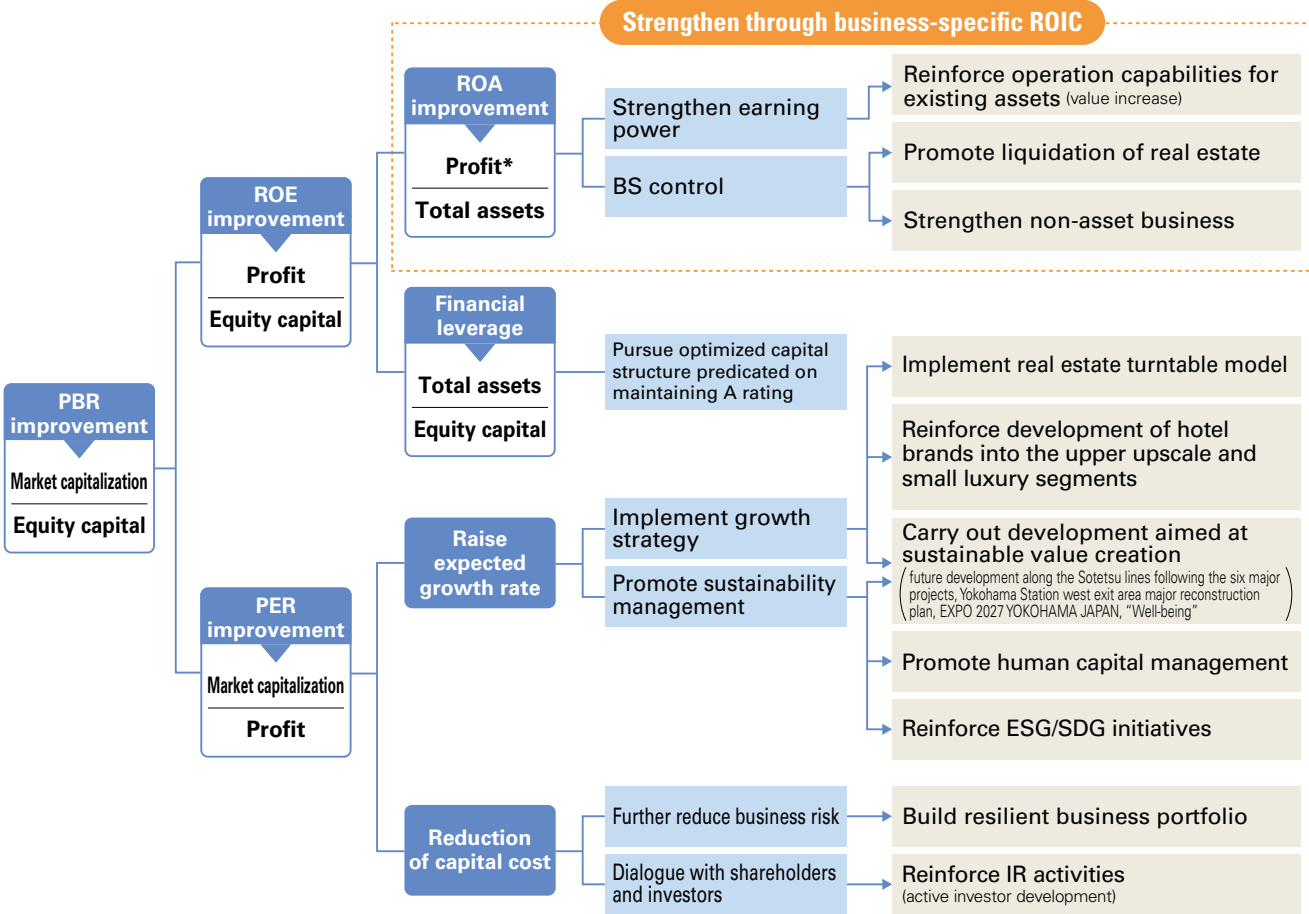 Strengthen through business-specific ROIC
PBR
improvement
Market capitalization
Equity capital
ROE
improvement
Profit
Equity capital
ROA
improvement
Profit*
Total assets
Strengthen earning
power
BS control
Reinforce operation capabilities for
existing assets (value increase)
Promote liquidation of real estate
Strengthen non-asset business
Financial
leverage
Total assets
Equity capital
Pursue optimized capital
structure predicated on
maintaining A rating
PER
improvement
Market capitalization
Profit
Raise
expected
growth rate
Implement growth
strategy
Promote sustainability
management
Implement real estate turntable model
Reinforce development of hotel
brands into the upper upscale and
small luxury segments
Carry out development aimed at
sustainable value creation
(future development along the Sotetsu lines following the six major
projects, Yokohama Station west exit area major reconstruction
plan, EXPO 2027 YOKOHAMA JAPAN, “Well-being”)
Promote human capital management
Reinforce ESG/SDG initiatives
Reduction
of capital cost
Further reduce business risk
Dialogue with shareholders
and investors
Build resilient business portfolio
Reinforce IR activities
(active investor development)